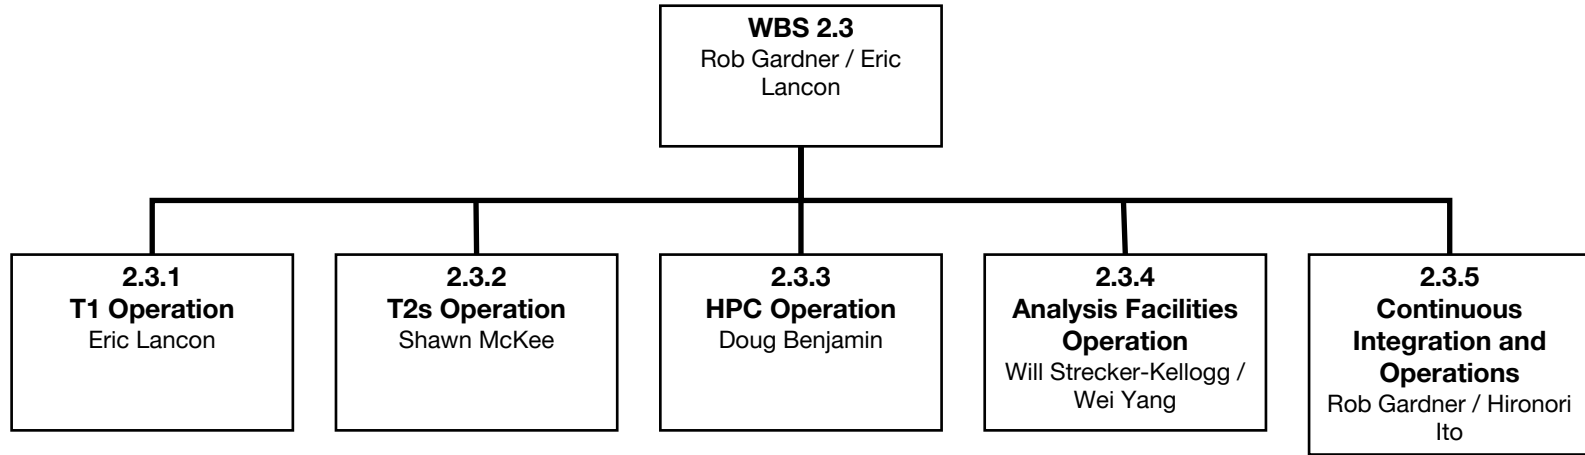 WBS 2.3
Rob Gardner / Eric
Lancon
2.3.1
T1 Operation
Eric Lancon
2.3.2
T2s Operation
Shawn McKee
2.3.3
HPC Operation
Doug Benjamin
2.3.4
Analysis Facilities
Operation
Will Strecker-Kellogg /
Wei Yang
2.3.5
Continuous
Integration and
Operations
Rob Gardner / Hironori
Ito